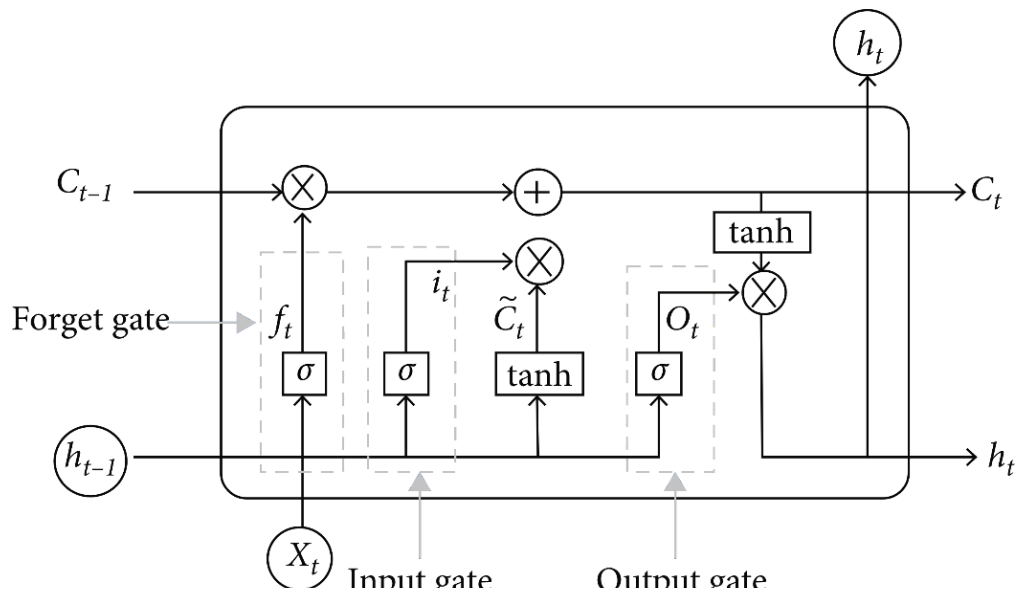 h_t
C_{t-1}
×
+
C_t
tanh
×
×
i_t
C̃_t
O_t
Forget gate
f_t
σ
σ
tanh
σ
h_{t-1}
h_t
X_t
Input gate
Output gate